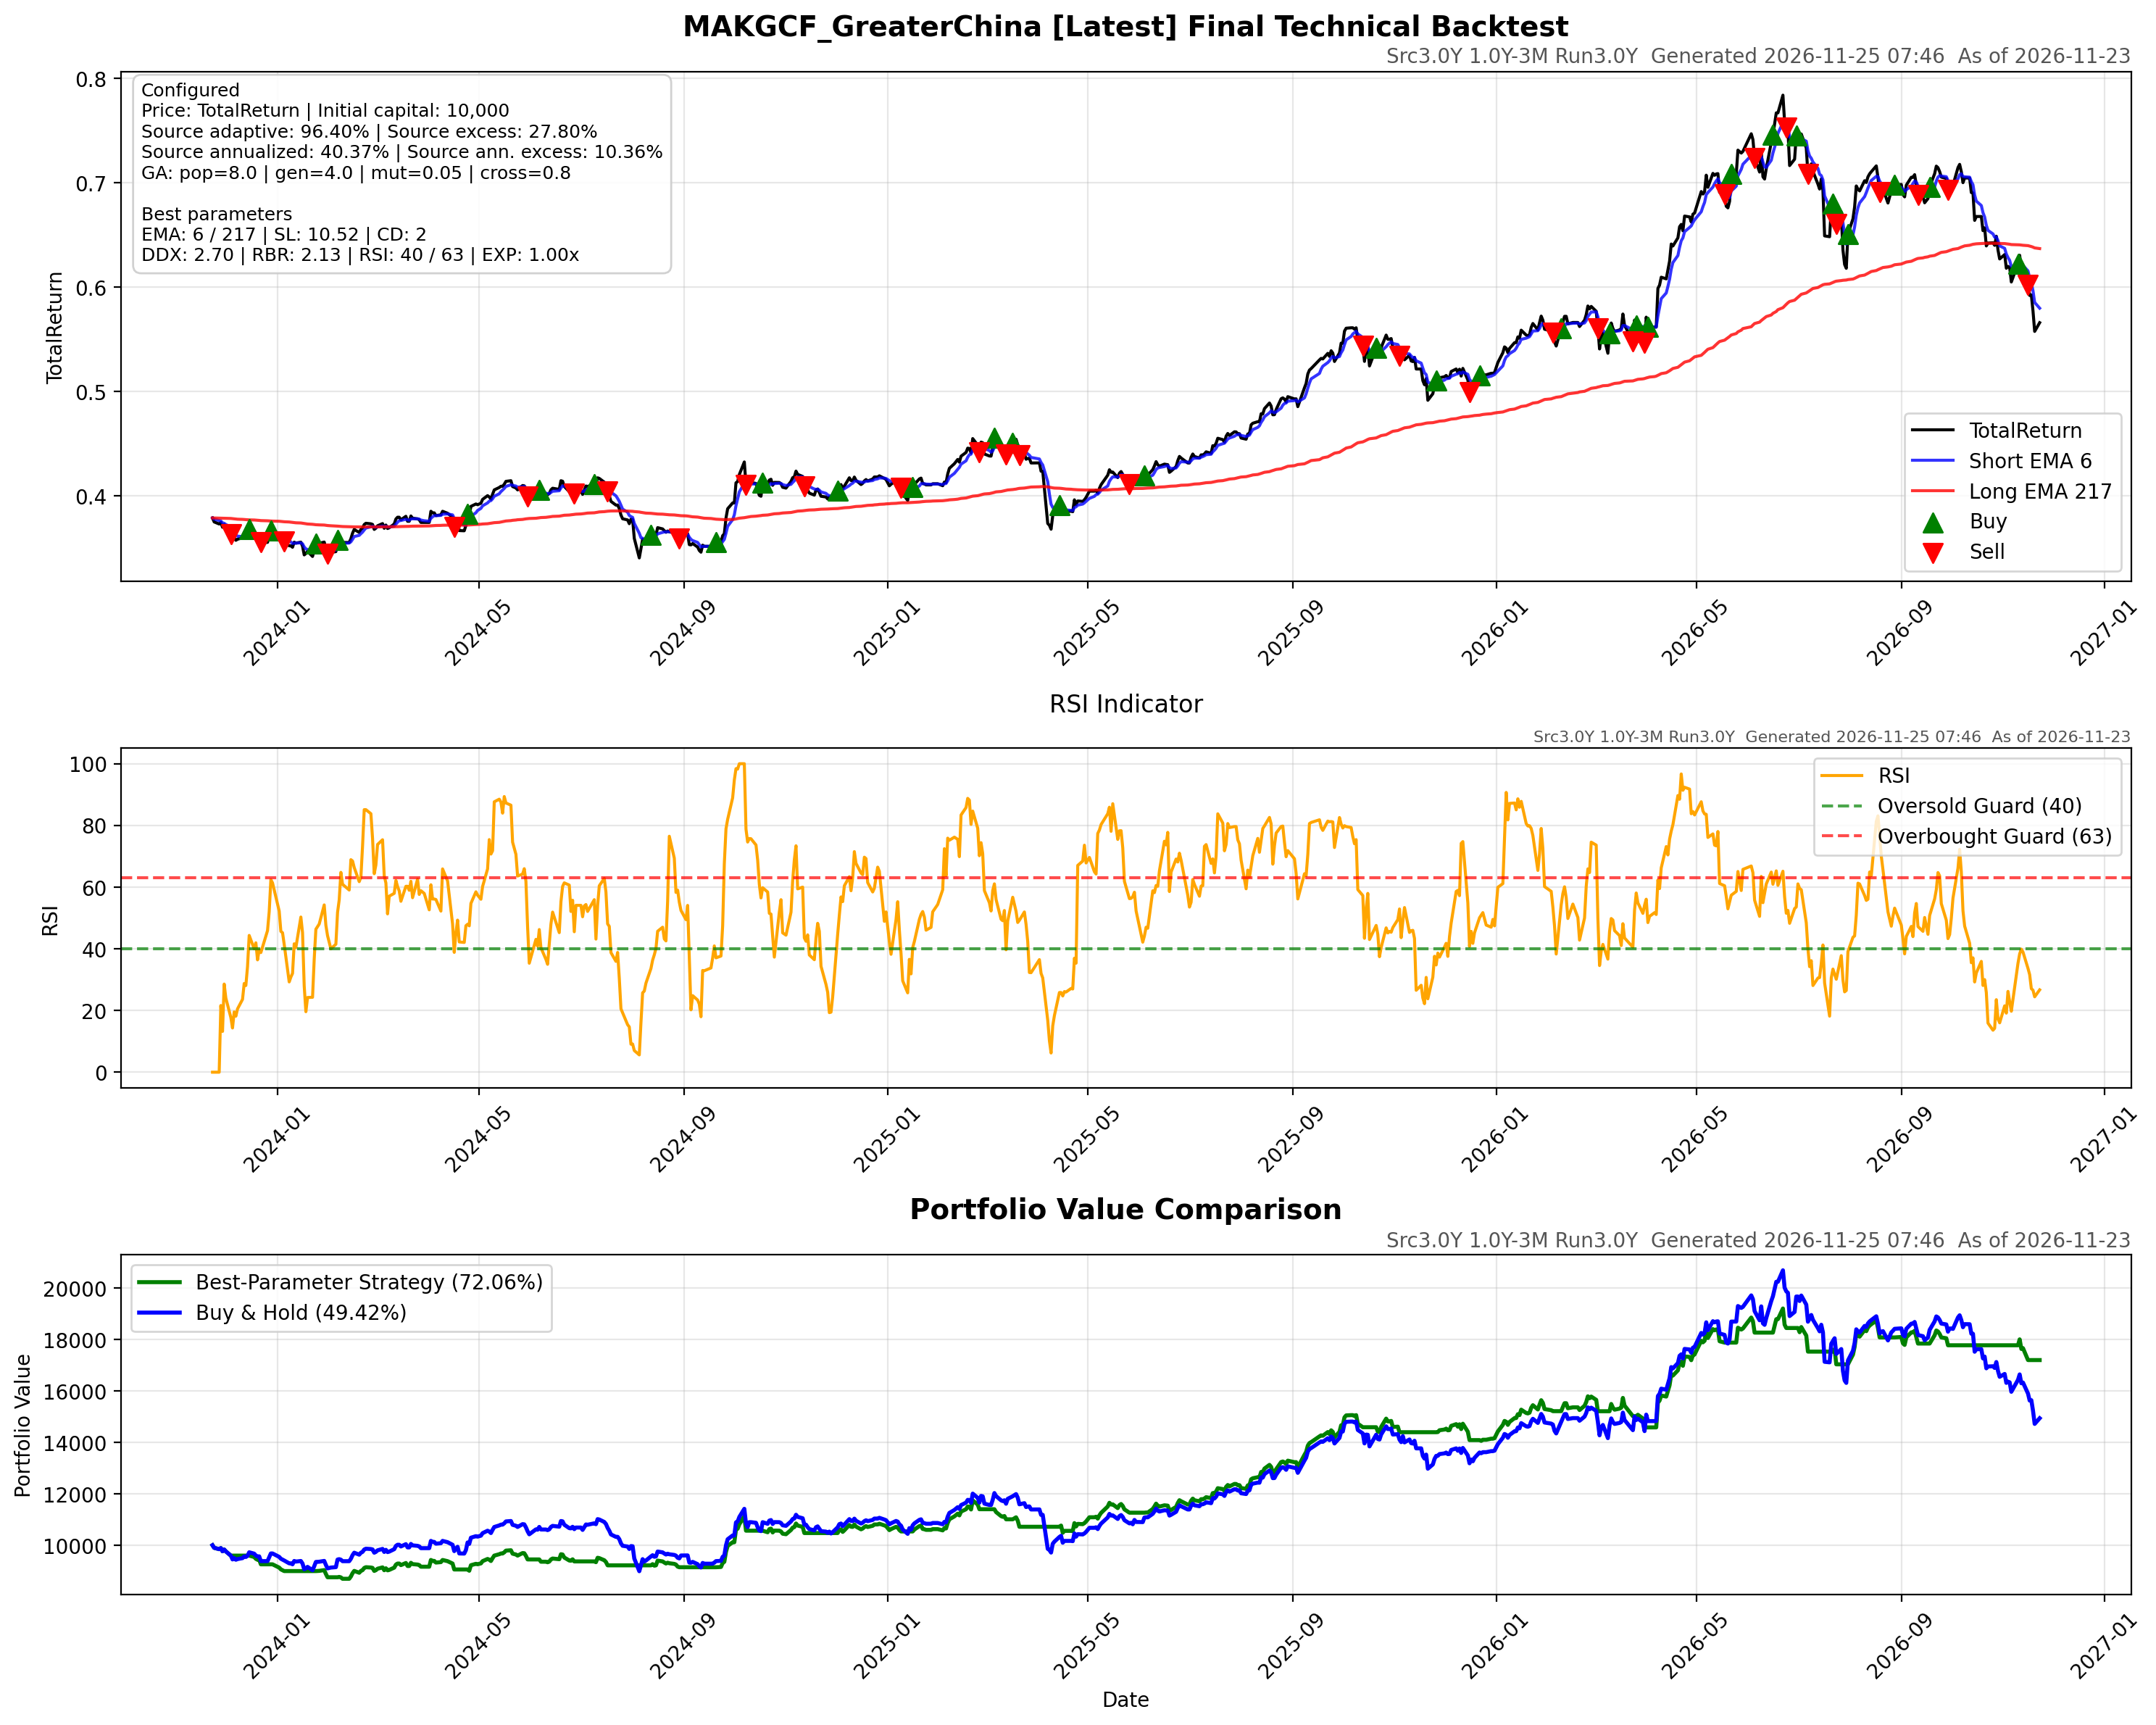 MAKGCF_GreaterChina [Latest] Final Technical Backtest
Src3.0Y 1.0Y-3M Run3.0Y  Generated 2026-11-25 07:46  As of 2026-11-23
Configured
Price: TotalReturn | Initial capital: 10,000
Source adaptive: 96.40% | Source excess: 27.80%
Source annualized: 40.37% | Source ann. excess: 10.36%
GA: pop=8.0 | gen=4.0 | mut=0.05 | cross=0.8
Best parameters
EMA: 6 / 217 | SL: 10.52 | CD: 2
DDX: 2.70 | RBR: 2.13 | RSI: 40 / 63 | EXP: 1.00x
TotalReturn
0.8
0.7
0.6
0.5
0.4
TotalReturn
Short EMA 6
Long EMA 217
Buy
Sell
2024-01
2024-05
2024-09
2025-01
2025-05
2025-09
2026-01
2026-05
2026-09
2027-01
RSI Indicator
Src3.0Y 1.0Y-3M Run3.0Y  Generated 2026-11-25 07:46  As of 2026-11-23
RSI
100
80
60
40
20
0
RSI
Oversold Guard (40)
Overbought Guard (63)
2024-01
2024-05
2024-09
2025-01
2025-05
2025-09
2026-01
2026-05
2026-09
2027-01
Portfolio Value Comparison
Src3.0Y 1.0Y-3M Run3.0Y  Generated 2026-11-25 07:46  As of 2026-11-23
Portfolio Value
20000
18000
16000
14000
12000
10000
Best-Parameter Strategy (72.06%)
Buy & Hold (49.42%)
2024-01
2024-05
2024-09
2025-01
2025-05
2025-09
2026-01
2026-05
2026-09
2027-01
Date